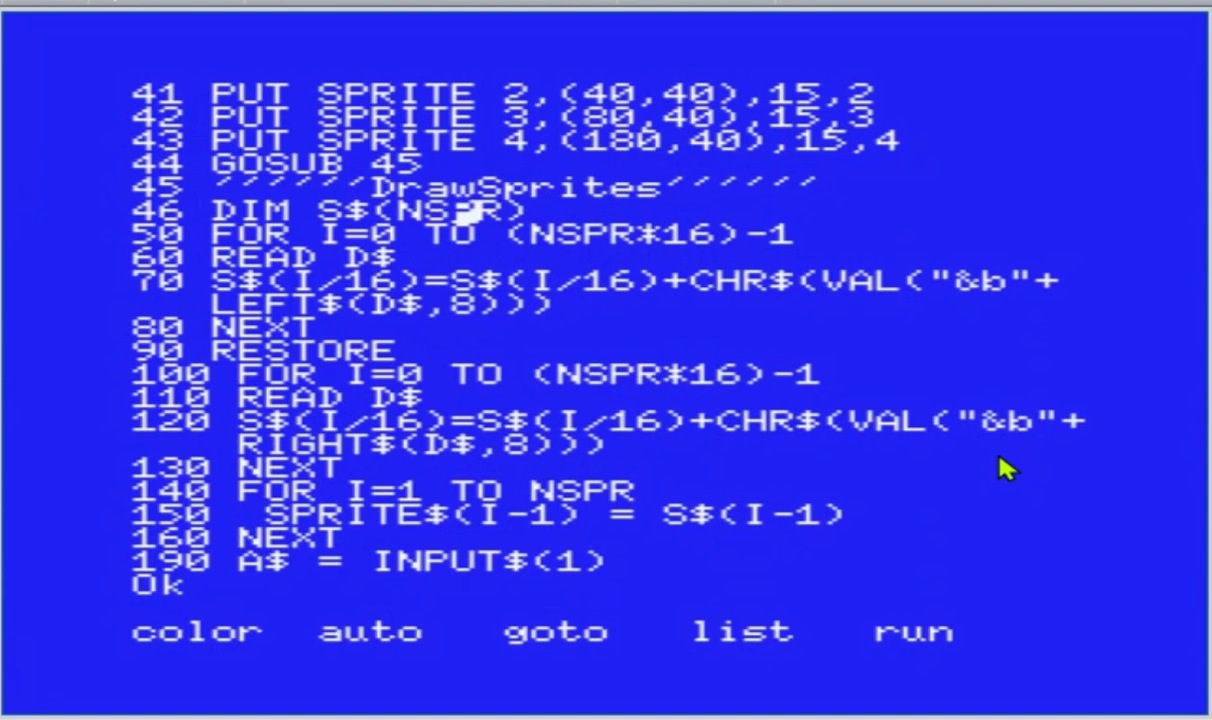 41 PUT SPRITE 2,(40,40),15,2
42 PUT SPRITE 3,(80,40),15,3
43 PUT SPRITE 4,(180,40),15,4
44 GOSUB 45
45 ''''''DrawSprites''''''
46 DIM S$(NSPR)
50 FOR I=0 TO (NSPR*16)-1
60 READ D$
70 S$(I/16)=S$(I/16)+CHR$(VAL("&b"+
LEFT$(D$,8)))
80 NEXT
90 RESTORE
100 FOR I=0 TO (NSPR*16)-1
110 READ D$
120 S$(I/16)=S$(I/16)+CHR$(VAL("&b"+
RIGHT$(D$,8)))
130 NEXT
140 FOR I=1 TO NSPR
150  SPRITE$(I-1) = S$(I-1)
160 NEXT
190 A$ = INPUT$(1)
Ok
color auto goto list run